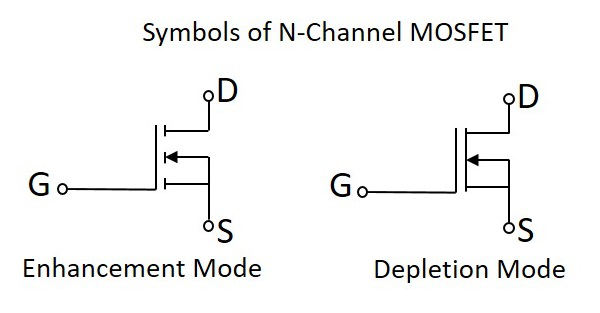 Symbols of N-Channel MOSFET
D
G
S
Enhancement Mode
D
G
S
Depletion Mode